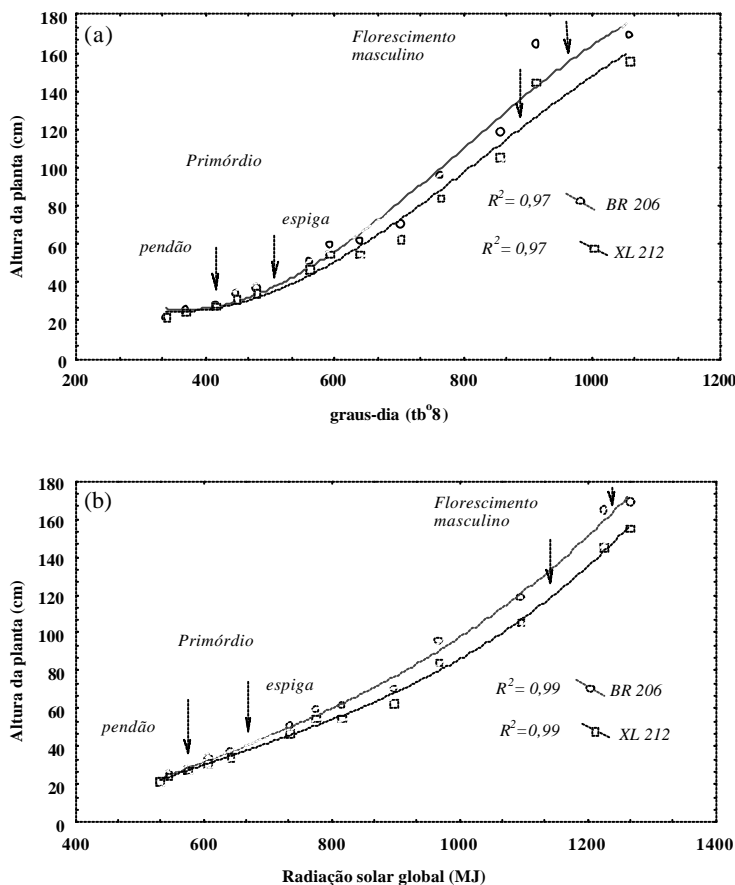 (a)
Florescimento
masculino
Primórdio
espiga
pendão
R²= 0,97 BR 206
R²= 0,97 XL 212
Altura da planta (cm)
180
160
140
120
100
80
60
40
20
0
200 400 600 800 1000 1200
graus-dia (tb°8)
(b)
Florescimento
masculino
Primórdio
espiga
pendão
R²= 0,99 BR 206
R²=0,99 XL 212
Altura da planta (cm)
180
160
140
120
100
80
60
40
20
0
400 600 800 1000 1200 1400
Radiação solar global (MJ)